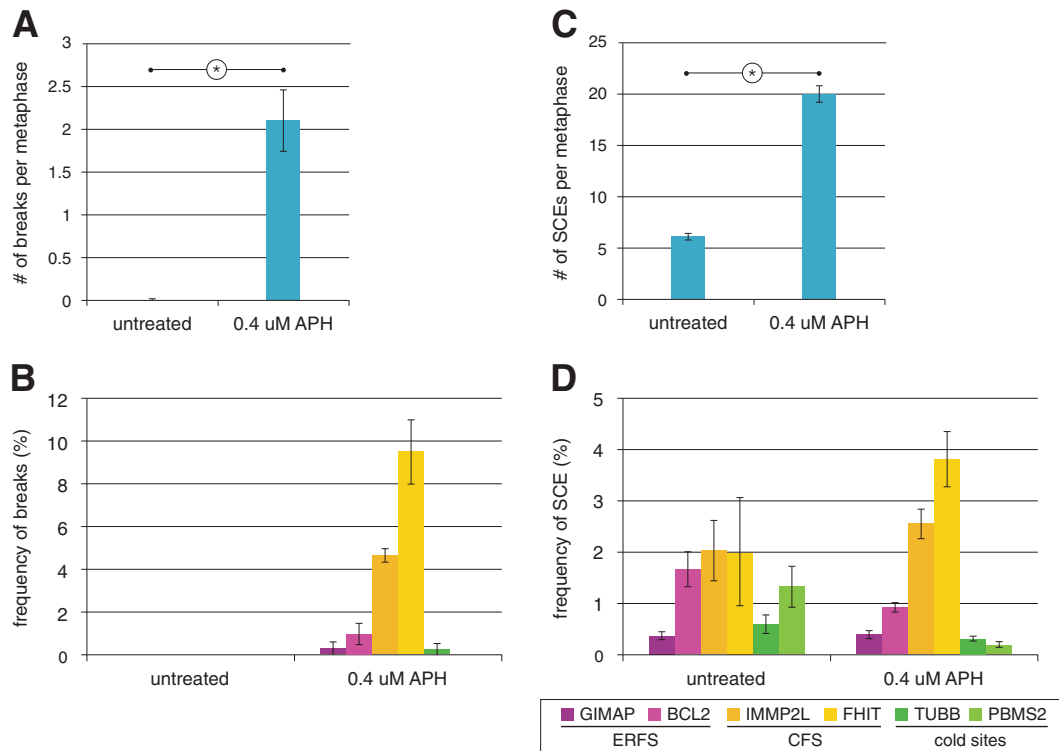 A
# of breaks per metaphase
3
2.5
2
1.5
1
0.5
0
*
untreated
0.4 uM APH
C
# of SCEs per metaphase
25
20
15
10
5
0
*
untreated
0.4 uM APH
B
frequency of breaks (%)
12
10
8
6
4
2
0
untreated
0.4 uM APH
D
frequency of SCE (%)
5
4
3
2
1
0
untreated
0.4 uM APH
GIMAP BCL2 IMMP2L FHIT TUBB PBMS2
ERFS CFS cold sites